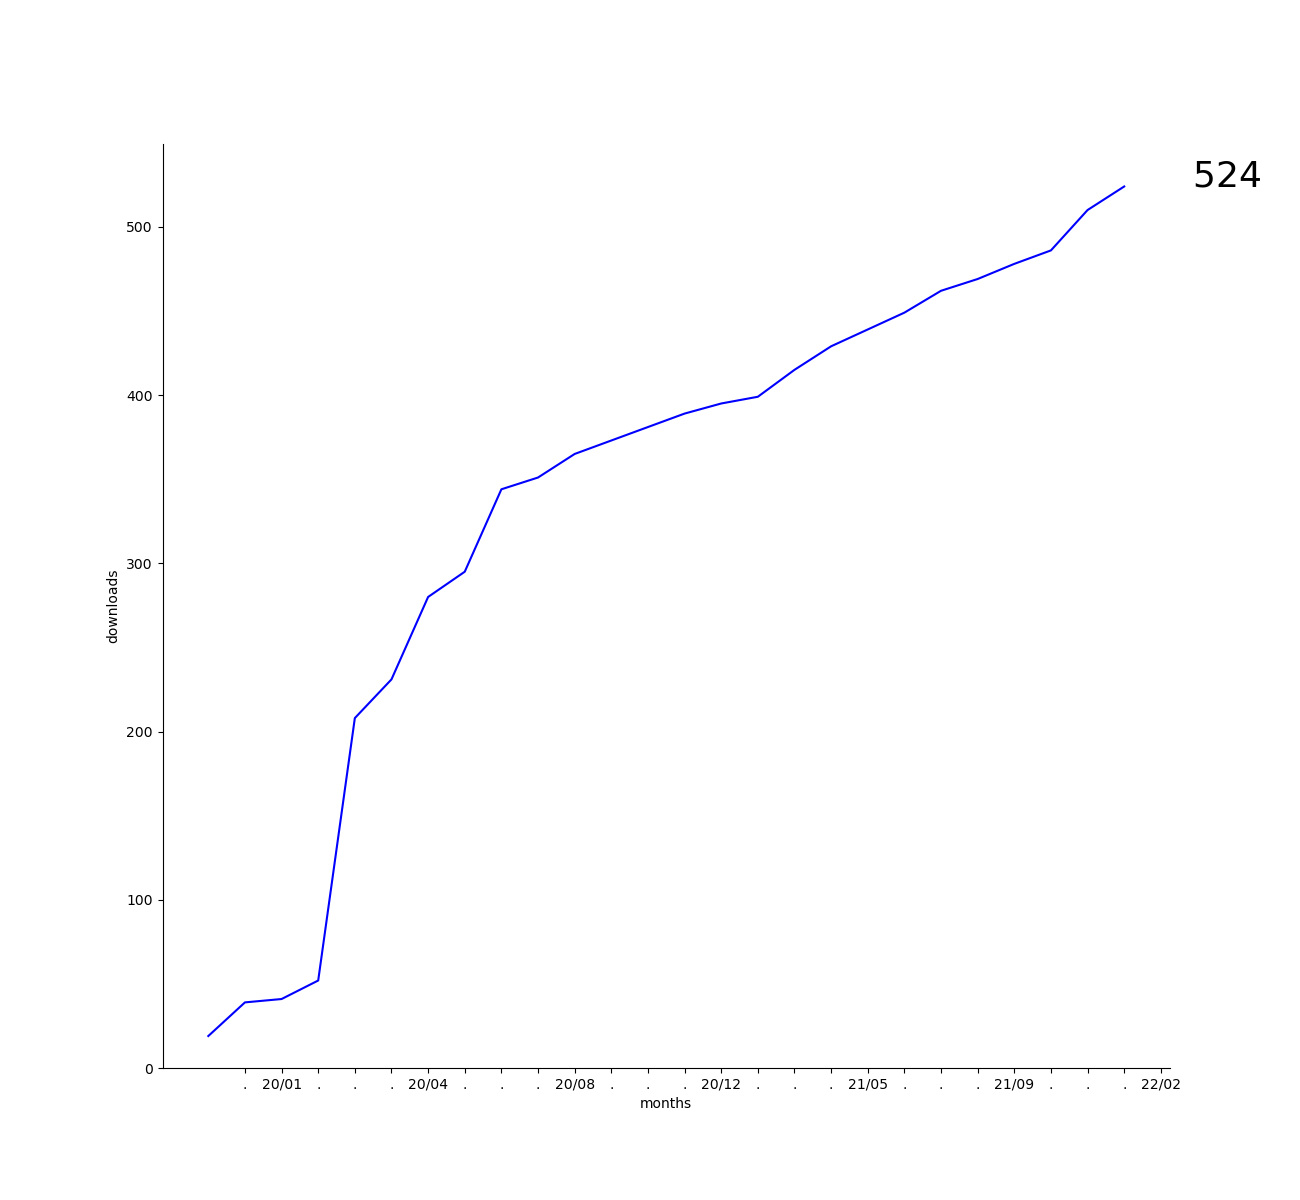 524
500
400
300
200
100
0
downloads
. 20/01 . . . 20/04 . . . 20/08 . . . 20/12 . . . 21/05 . . . 21/09 . . . 22/02
months